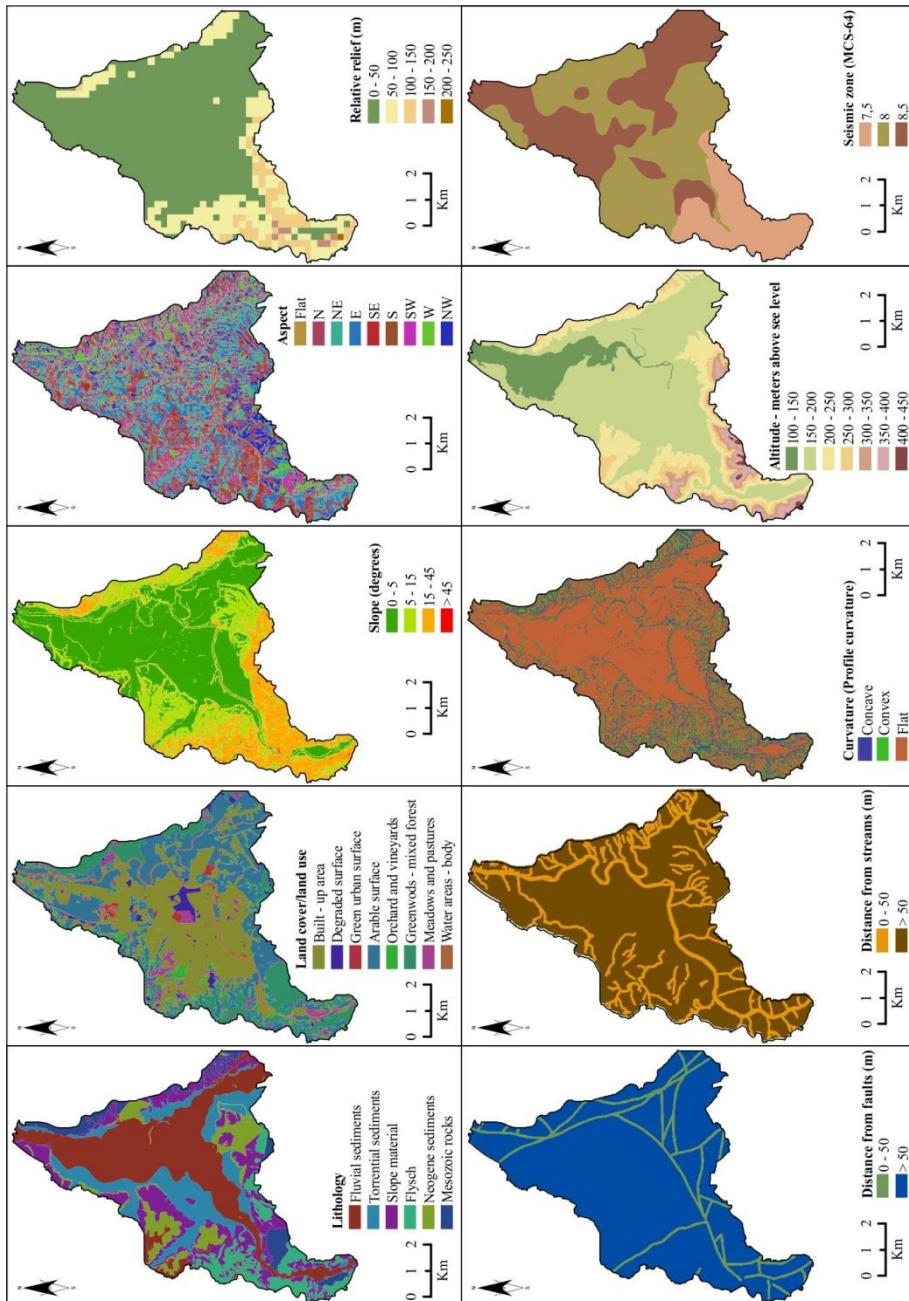 N
S
Lithology
Fluvial sediments
Torrential sediments
Slope material
Flysch
Neogene sediments
Mesozoic rocks
0 1 2
Km
N
S
Land cover/land use
Built - up area
Degraded surface
Green urban surface
Arable surface
Orchard and vineyards
Greenwods - mixed forest
Meadows and pastures
Water areas - body
0 1 2
Km
N
S
Slope (degrees)
0 - 5
5 - 15
15 - 45
> 45
0 1 2
Km
N
S
Aspect
Flat
N
NE
E
SE
S
SW
W
NW
0 1 2
Km
N
S
Relative relief (m)
0 - 50
50 - 100
100 - 150
150 - 200
200 - 250
0 1 2
Km
N
S
Distance from faults (m)
0 - 50
> 50
0 1 2
Km
N
S
Distance from streams (m)
0 - 50
> 50
0 1 2
Km
N
S
Curvature (Profile curvature)
Concave
Convex
Flat
0 1 2
Km
N
S
Altitude - meters above see level
100 - 150
150 - 200
200 - 250
250 - 300
300 - 350
350 - 400
400 - 450
0 1 2
Km
N
S
Seismic zone (MCS-64)
7,5
8
8,5
0 1 2
Km